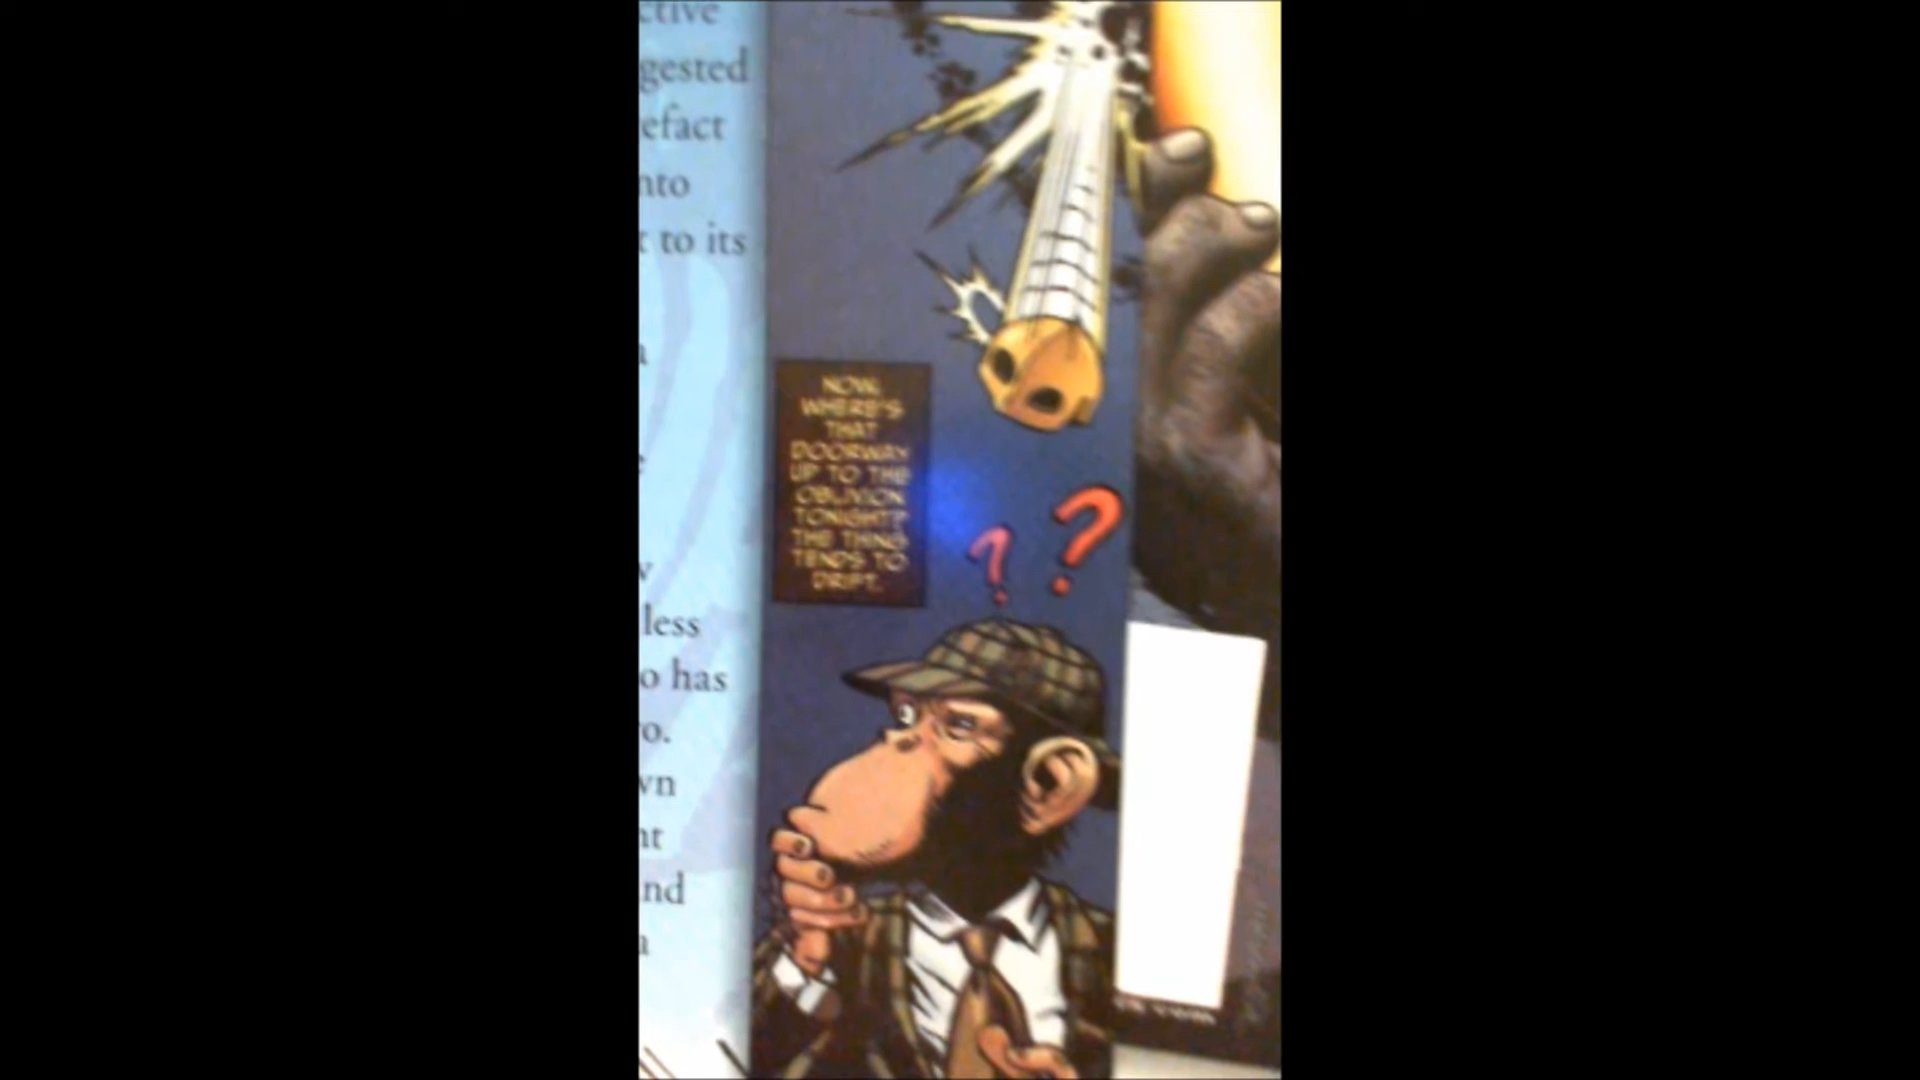 ctive
gested
efact
nto
t to its
less
o has
o.
wn
nt
nd
NOW,
WHERE'S
THAT
DOORWAY
UP TO THE
OBLIVION
TONIGHT?
THE THING
TENDS TO
DRIFT.
? ?